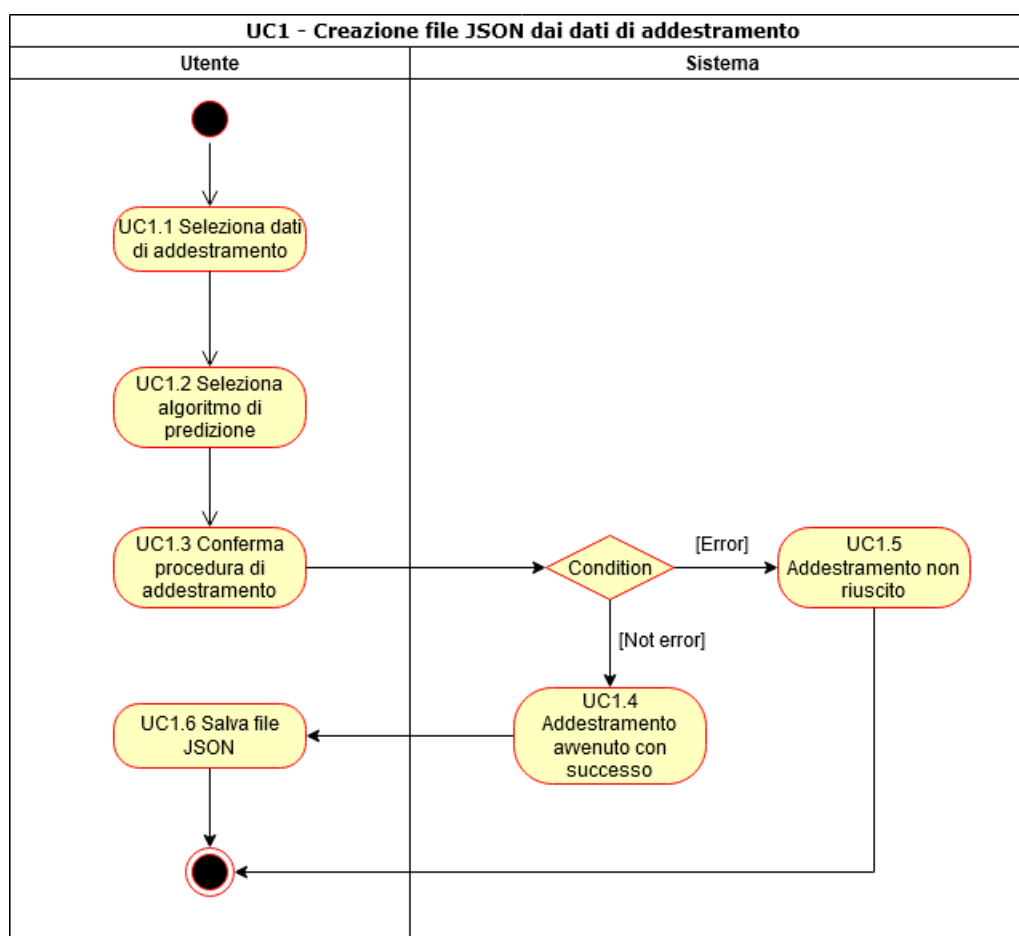 UC1 - Creazione file JSON dai dati di addestramento
Utente
Sistema
UC1.1 Seleziona dati
di addestramento
UC1.2 Seleziona
algoritmo di
predizione
UC1.3 Conferma
procedura di
addestramento
Condition
[Error]
UC1.5
Addestramento non
riuscito
[Not error]
UC1.4
Addestramento
avvenuto con
successo
UC1.6 Salva file
JSON